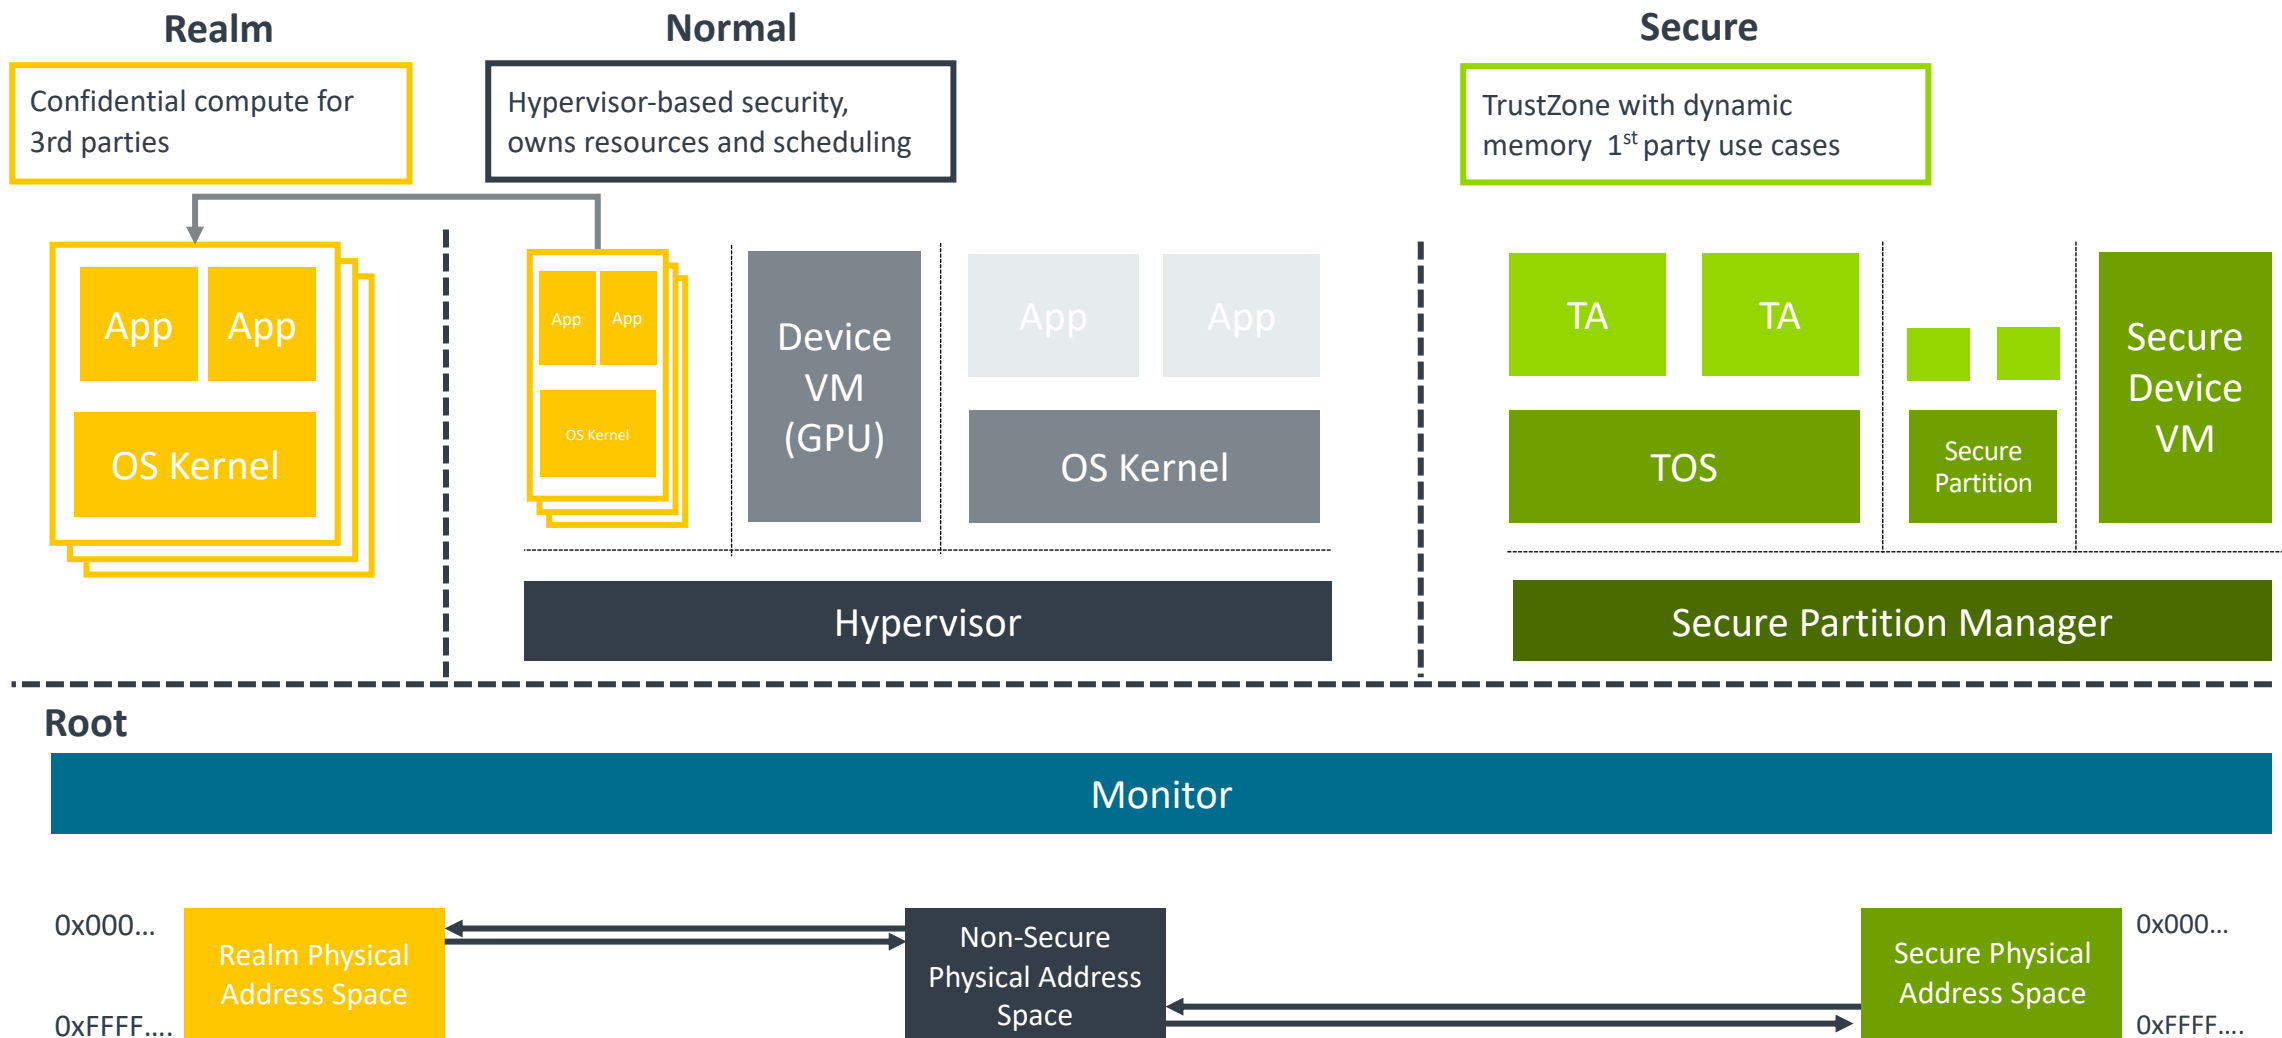 Realm
Normal
Secure
Confidential compute for
3rd parties
Hypervisor-based security,
owns resources and scheduling
TrustZone with dynamic
memory 1st party use cases
App
App
OS Kernel
App
App
OS Kernel
Device
VM
(GPU)
App
App
OS Kernel
TA
TA
TOS
Secure
Partition
Secure
Device
VM
Hypervisor
Secure Partition Manager
Root
Monitor
0x000...
0xFFFF....
Realm Physical
Address Space
Non-Secure
Physical Address
Space
Secure Physical
Address Space
0x000...
0xFFFF....